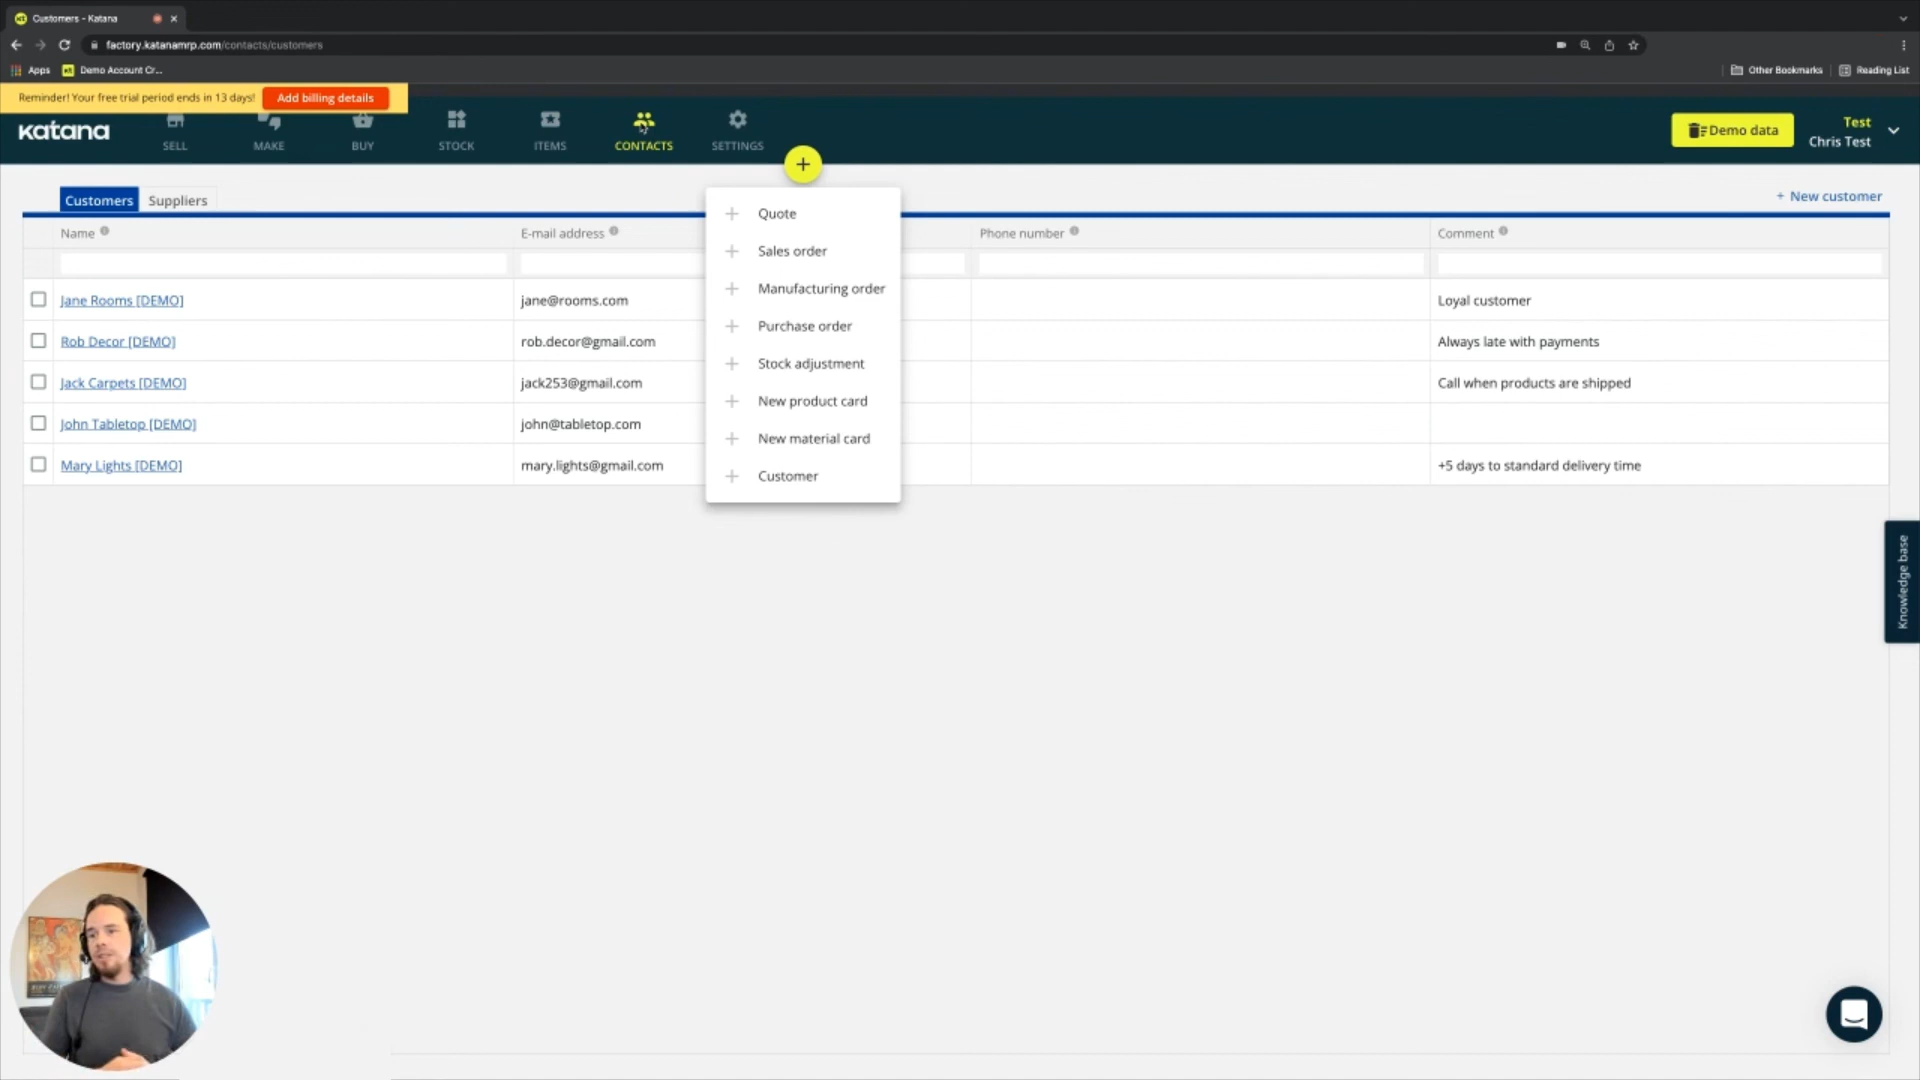 Customers - Katana
factory.katanamrp.com/contacts/customers
Apps
Demo Account Cr...
Other Bookmarks
Reading List
Reminder! Your free trial period ends in 13 days!
Add billing details
katana
SELL
MAKE
BUY
STOCK
ITEMS
CONTACTS
SETTINGS
Demo data
Test
Chris Test
+
Customers
Suppliers
+ New customer
Name
E-mail address
Phone number
Comment
Jane Rooms [DEMO]
jane@rooms.com
Loyal customer
Rob Decor [DEMO]
rob.decor@gmail.com
Always late with payments
Jack Carpets [DEMO]
jack253@gmail.com
Call when products are shipped
John Tabletop [DEMO]
john@tabletop.com
Mary Lights [DEMO]
mary.lights@gmail.com
+5 days to standard delivery time
+ Quote
+ Sales order
+ Manufacturing order
+ Purchase order
+ Stock adjustment
+ New product card
+ New material card
+ Customer
Knowledge base